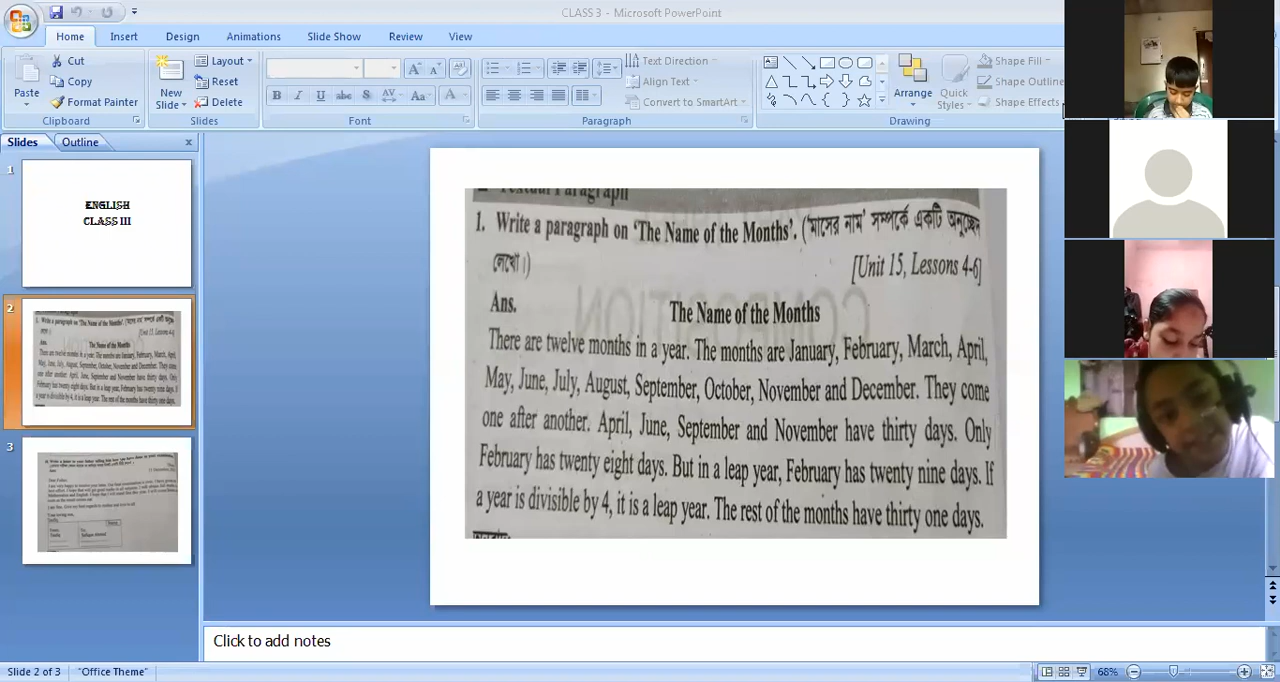 CLASS 3 - Microsoft PowerPoint
Home Insert Design Animations Slide Show Review View
Cut
Copy
Format Painter
Paste
Clipboard
New
Slide
Layout
Reset
Delete
Slides
B I U abc S AV Aa A
Font
Text Direction
Align Text
Convert to SmartArt
Paragraph
Arrange
Quick
Styles
Shape Fill
Shape Outline
Shape Effects
Drawing
Slides Outline x
1
ENGLISH
CLASS III
2
3
Textual Paragraph
1. Write a paragraph on ‘The Name of the Months’. (‘মাসের নাম’ সম্পর্কে একটি অনুচ্ছেদ
লেখো।) [Unit 15, Lessons 4-6]
Ans.
The Name of the Months
There are twelve months in a year. The months are January, February, March, April,
May, June, July, August, September, October, November and December. They come
one after another. April, June, September and November have thirty days. Only
February has twenty eight days. But in a leap year, February has twenty nine days. If
a year is divisible by 4, it is a leap year. The rest of the months have thirty one days.
Click to add notes
Slide 2 of 3 "Office Theme" 68%